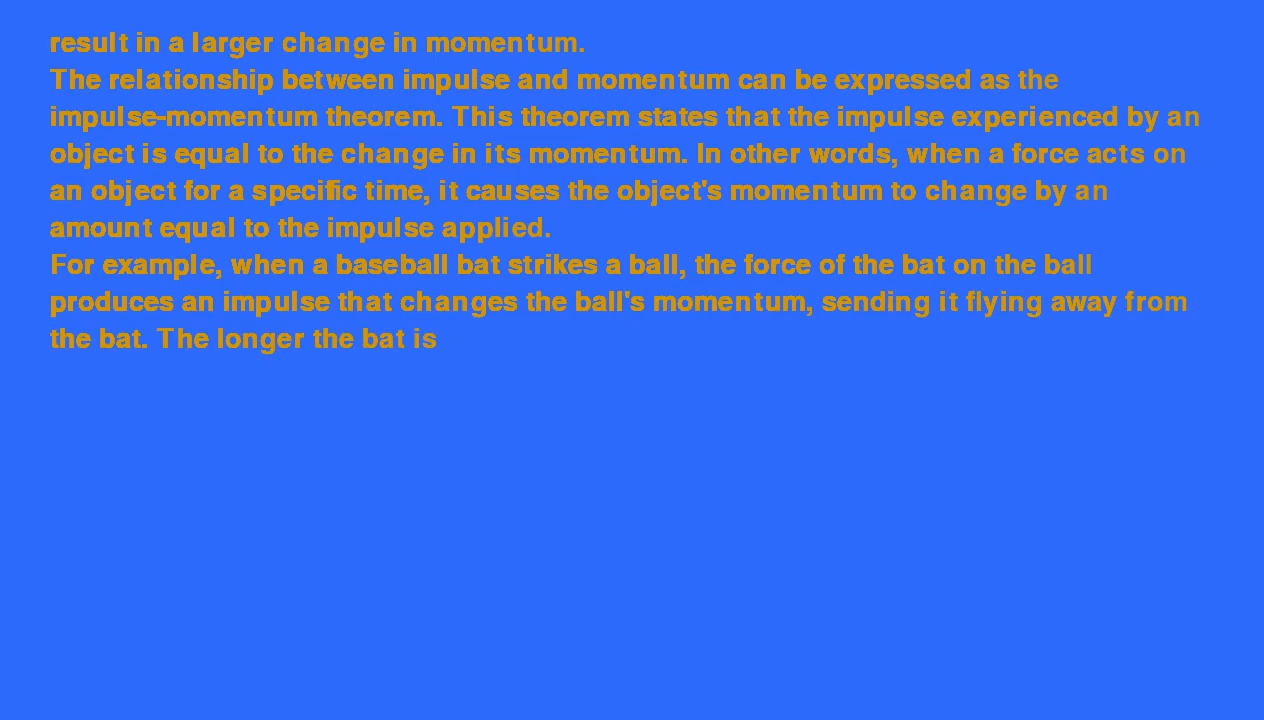 result in a larger change in momentum.
The relationship between impulse and momentum can be expressed as the
impulse-momentum theorem. This theorem states that the impulse experienced by an
object is equal to the change in its momentum. In other words, when a force acts on
an object for a specific time, it causes the object's momentum to change by an
amount equal to the impulse applied.
For example, when a baseball bat strikes a ball, the force of the bat on the ball
produces an impulse that changes the ball's momentum, sending it flying away from
the bat. The longer the bat is